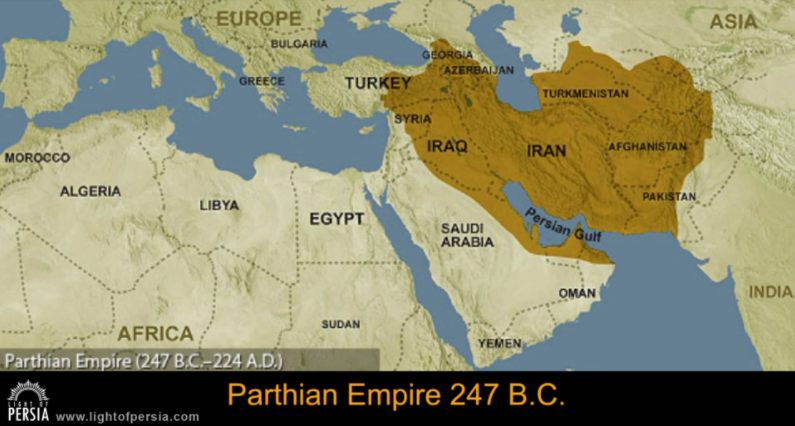 EUROPE
ASIA
BULGARIA
GEORGIA
AZERBAIJAN
GREECE
TURKEY
TURKMENISTAN
SYRIA
IRAQ
IRAN
AFGHANISTAN
MOROCCO
ALGERIA
LIBYA
EGYPT
PAKISTAN
Persian Gulf
SAUDI
ARABIA
OMAN
INDIA
SUDAN
AFRICA
YEMEN
Parthian Empire (247 B.C.–224 A.D.)
Parthian Empire 247 B.C.
LIGHT OF
PERSIA www.lightofpersia.com